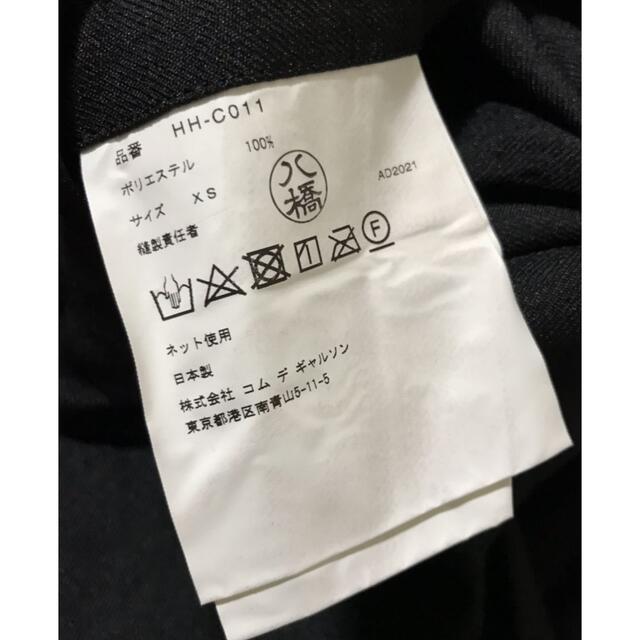 品番 HH-C011
ポリエステル 100%
サイズ XS
縫製責任者 八橋
AD2021
F
ネット使用
日本製
株式会社 コム デ ギャルソン
東京都港区南青山5-11-5